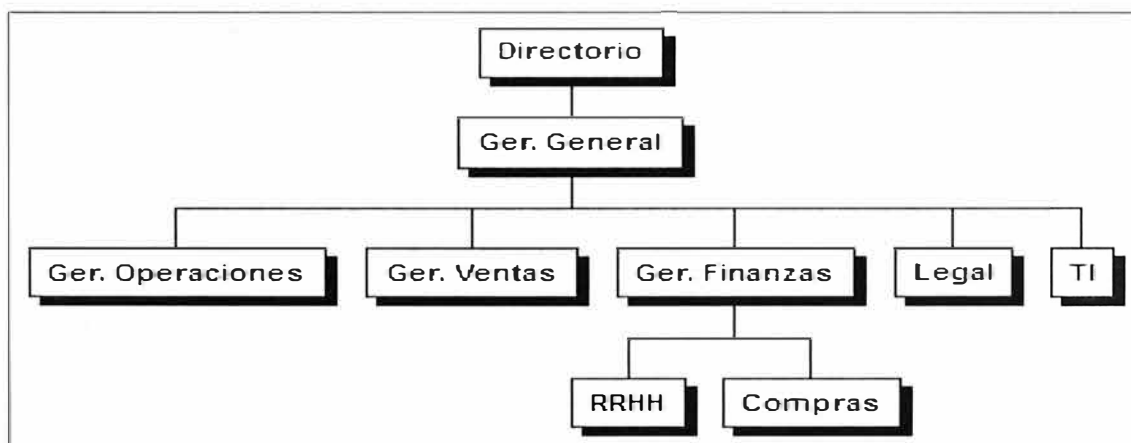 Directorio
Ger. General
Ger. Operaciones
Ger. Ventas
Ger. Finanzas
Legal
TI
RRHH
Compras